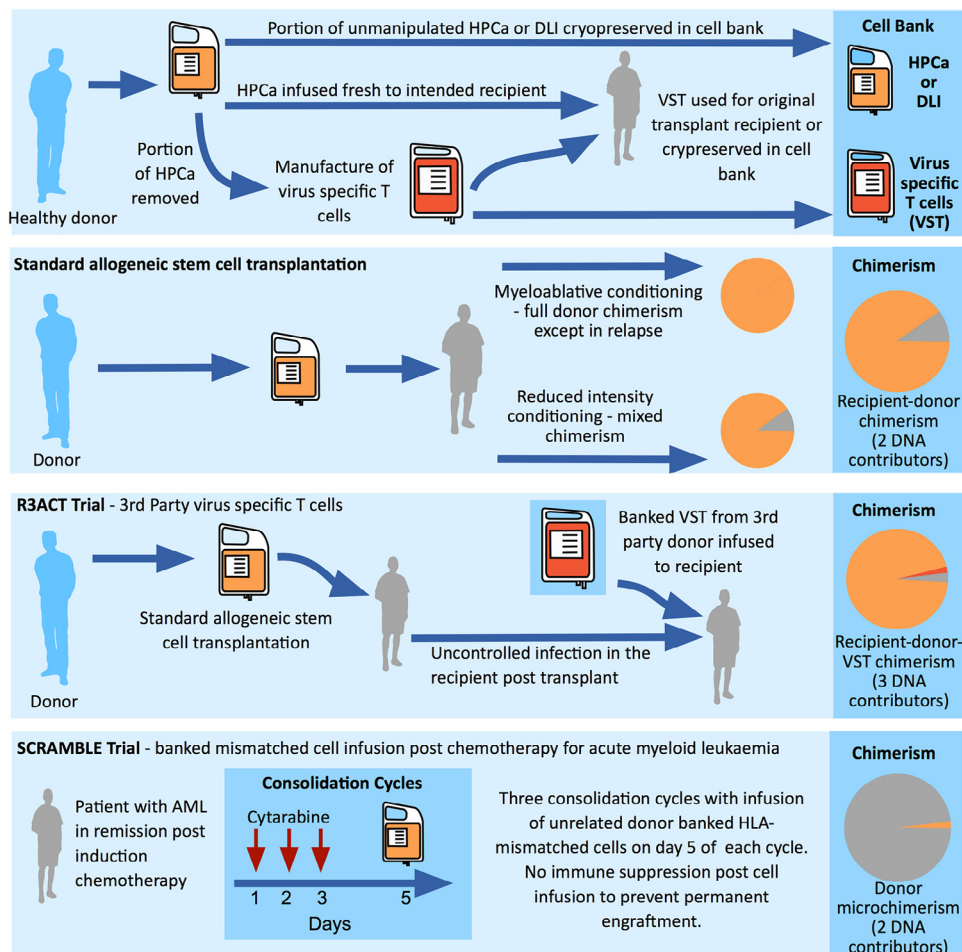 Portion of unmanipulated HPCa or DLI cryopreserved in cell bank
HPCa infused fresh to intended recipient
Portion
of HPCa
removed
Manufacture of
virus specific T
cells
VST used for original
transplant recipient or
crypreserved in cell
bank
Healthy donor
Cell Bank
HPCa
or
DLI
Virus
specific
T cells
(VST)
Standard allogeneic stem cell transplantation
Donor
Myeloablative conditioning
- full donor chimerism
except in relapse
Reduced intensity
conditioning - mixed
chimerism
Chimerism
Recipient-donor
chimerism
(2 DNA
contributors)
R3ACT Trial - 3rd Party virus specific T cells
Donor
Standard allogeneic stem
cell transplantation
Banked VST from 3rd
party donor infused
to recipient
Uncontrolled infection in the
recipient post transplant
Chimerism
Recipient-donor-
VST chimerism
(3 DNA
contributors)
SCRAMBLE Trial - banked mismatched cell infusion post chemotherapy for acute myeloid leukaemia
Patient with AML
in remission post
induction
chemotherapy
Consolidation Cycles
Cytarabine
1 2 3 5
Days
Three consolidation cycles with infusion
of unrelated donor banked HLA-
mismatched cells on day 5 of each cycle.
No immune suppression post cell
infusion to prevent permanent
engraftment.
Chimerism
Donor
microchimerism
(2 DNA
contributors)